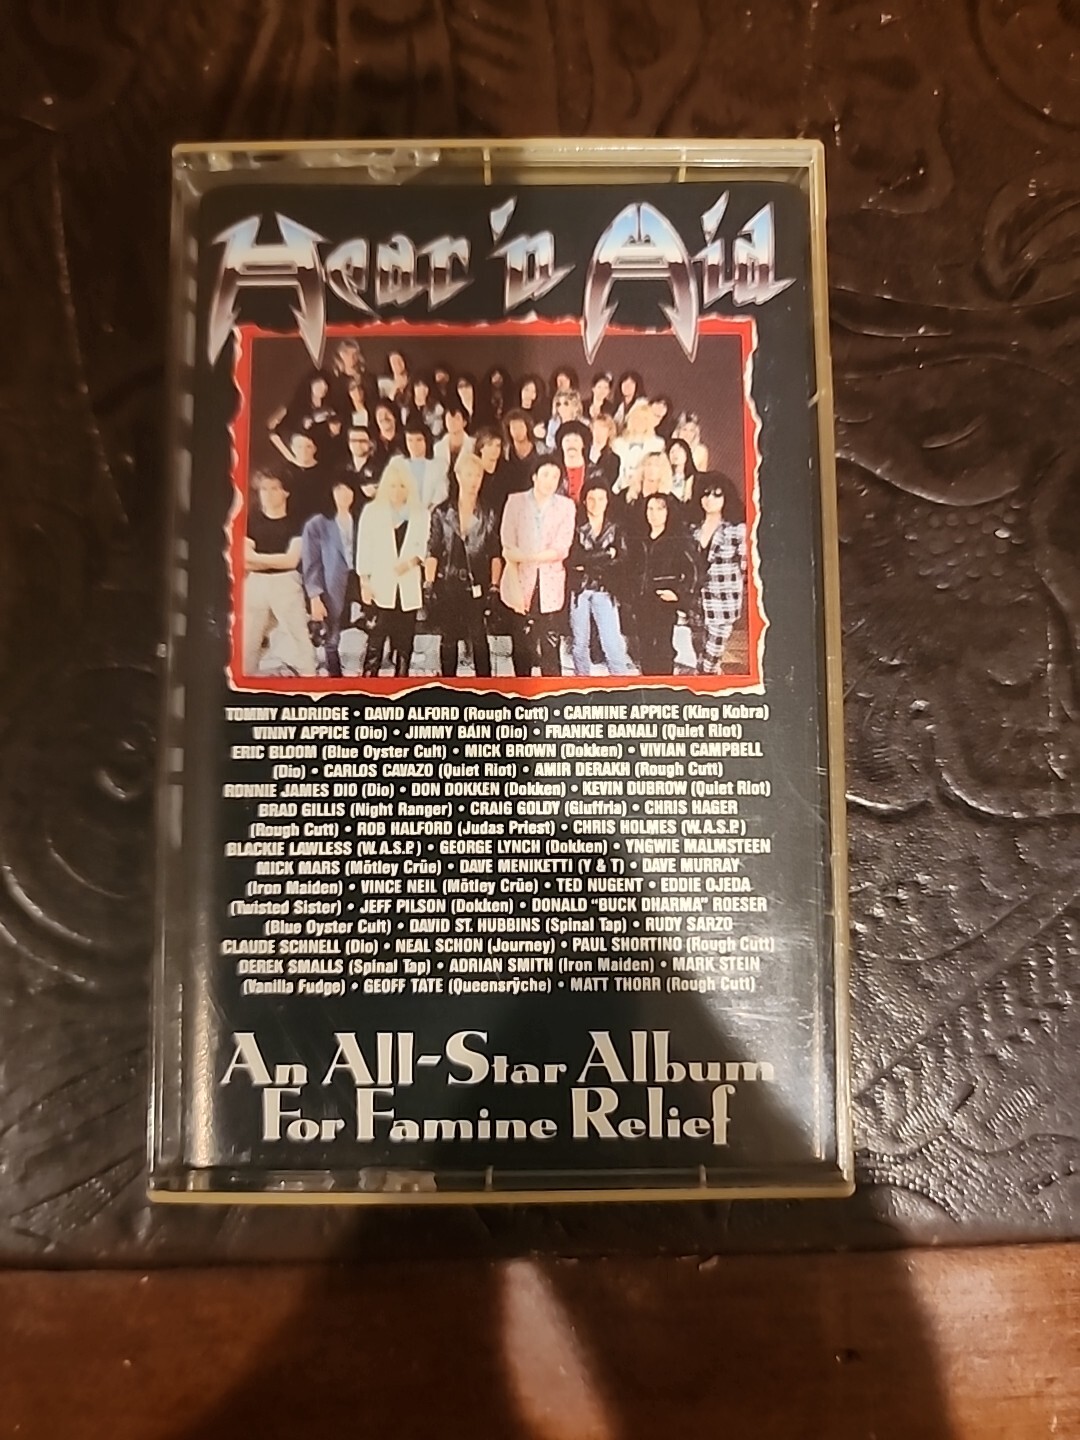 Hear 'n Aid
TOMMY ALDRIDGE • DAVID ALFORD (Rough Cutt) • CARMINE APPICE (King Kobra)
VINNY APPICE (Dio) • JIMMY BAIN (Dio) • FRANKIE BANALI (Quiet Riot)
ERIC BLOOM (Blue Oyster Cult) • MICK BROWN (Dokken) • VIVIAN CAMPBELL
(Dio) • CARLOS CAVAZO (Quiet Riot) • AMIR DERAKH (Rough Cutt)
RONNIE JAMES DIO (Dio) • DON DOKKEN (Dokken) • KEVIN DUBROW (Quiet Riot)
BRAD GILLIS (Night Ranger) • CRAIG GOLDY (Giuffria) • CHRIS HAGER
(Rough Cutt) • ROB HALFORD (Judas Priest) • CHRIS HOLMES (W.A.S.P.)
BLACKIE LAWLESS (W.A.S.P.) • GEORGE LYNCH (Dokken) • YNGWIE MALMSTEEN
MICK MARS (Mötley Crüe) • DAVE MENIKETTI (Y & T) • DAVE MURRAY
(Iron Maiden) • VINCE NEIL (Mötley Crüe) • TED NUGENT • EDDIE OJEDA
(Twisted Sister) • JEFF PILSON (Dokken) • DONALD "BUCK DHARMA" ROESER
(Blue Oyster Cult) • DAVID ST. HUBBINS (Spinal Tap) • RUDY SARZO
CLAUDE SCHNELL (Dio) • NEAL SCHON (Journey) • PAUL SHORTINO (Rough Cutt)
DEREK SMALLS (Spinal Tap) • ADRIAN SMITH (Iron Maiden) • MARK STEIN
(Vanilla Fudge) • GEOFF TATE (Queensrÿche) • MATT THORR (Rough Cutt)
An All-Star Album
For Famine Relief